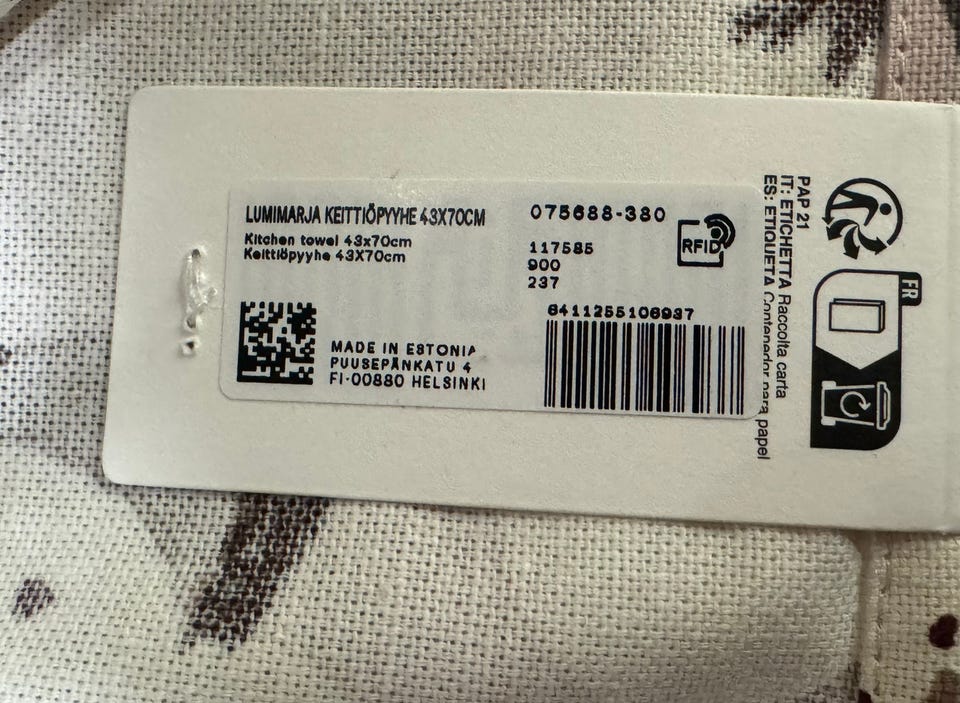 LUMIMARJA KEITTIÖPYYHE 43X70CM
Kitchen towel 43x70cm
Keittiöpyyhe 43X70cm
075688-380
117585
900
237
RFID
6411255106937
MADE IN ESTONIA
PUUSEPÄNKATU 4
FI-00880 HELSINKI
PAP 21
IT: ETICHETTA Raccolta carta
ES: ETIQUETA Contenedor para papel
FR